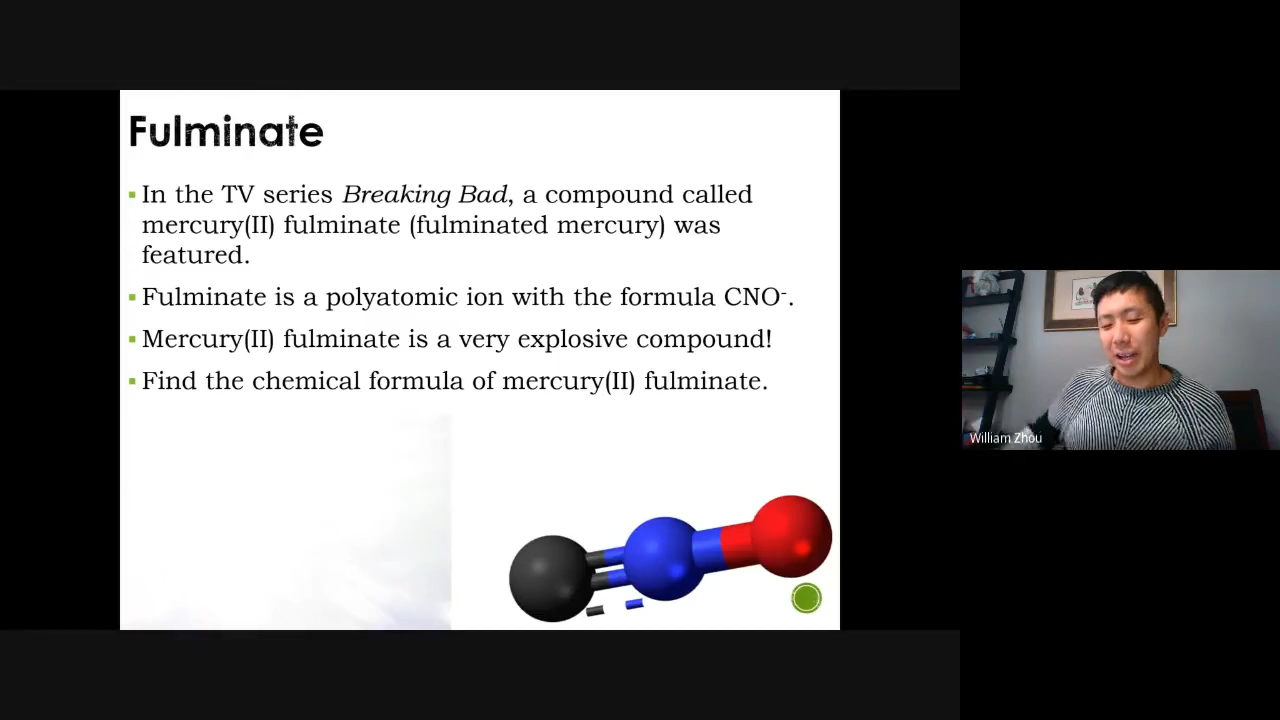 Fulminate
▪ In the TV series Breaking Bad, a compound called
mercury(II) fulminate (fulminated mercury) was
featured.
▪ Fulminate is a polyatomic ion with the formula CNO⁻.
▪ Mercury(II) fulminate is a very explosive compound!
▪ Find the chemical formula of mercury(II) fulminate.
William Zhou